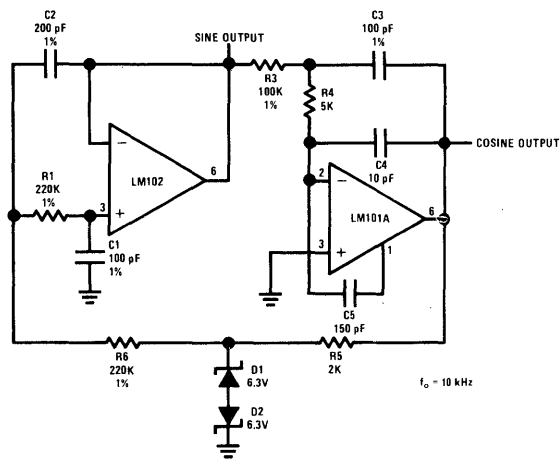 C2
200 pF
1%
SINE OUTPUT
C3
100 pF
1%
R3
100K
1%
R4
5K
C4
10 pF
COSINE OUTPUT
R1
220K
1%
−
LM102
6
3
+
C1
100 pF
1%
2
−
LM101A
6
3
+
1
C5
150 pF
R6
220K
1%
D1
6.3V
R5
2K
D2
6.3V
fo = 10 kHz